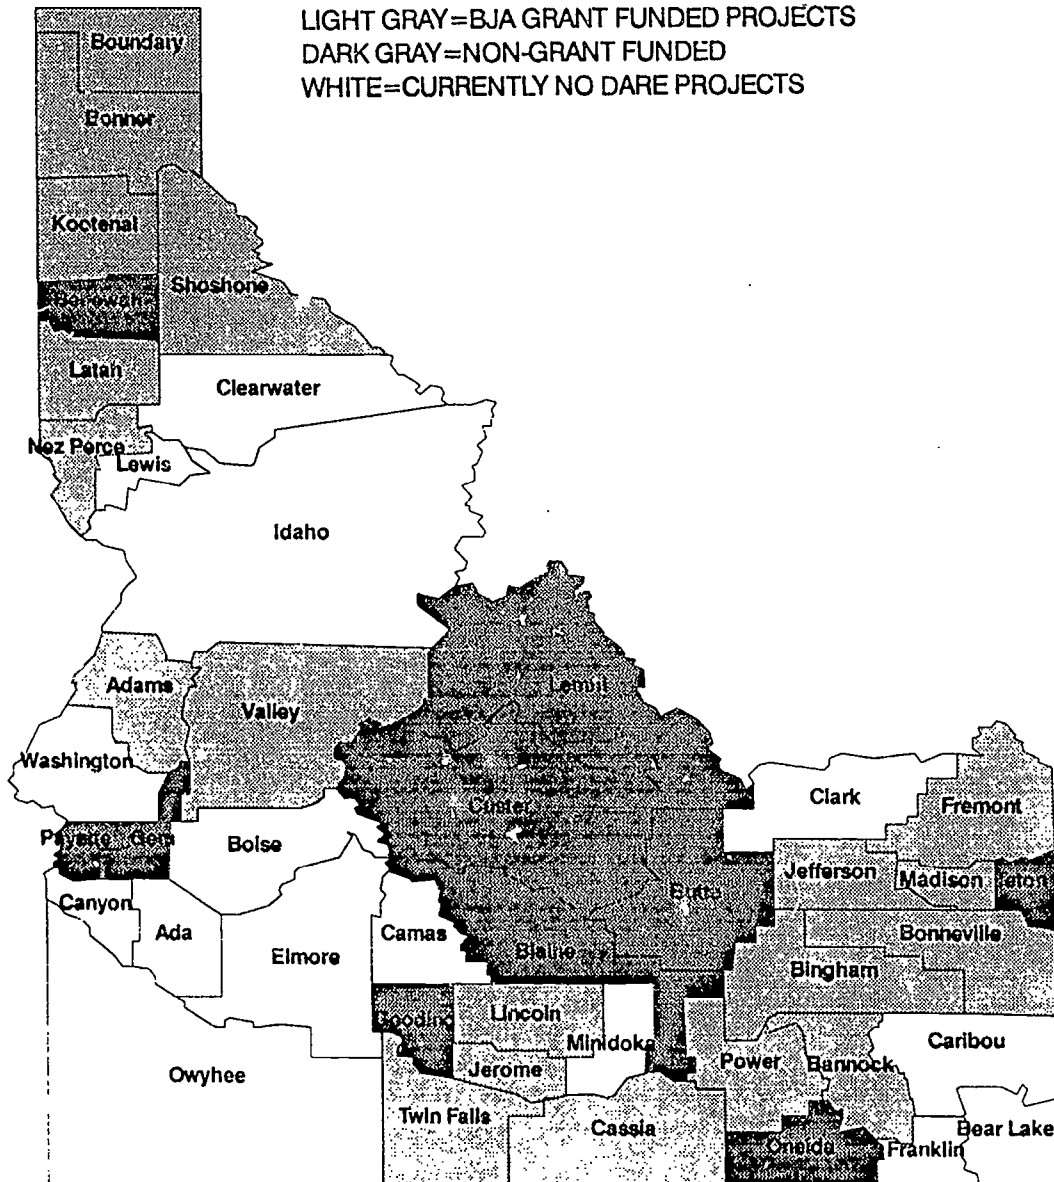 LIGHT GRAY=BJA GRANT FUNDED PROJECTS
DARK GRAY=NON-GRANT FUNDED
WHITE=CURRENTLY NO DARE PROJECTS
Boundary
Bonner
Kootenai
Shoshone
Benewah
Latah
Clearwater
Nez Perce
Lewis
Idaho
Lemhi
Adams
Valley
Washington
Custer
Clark
Fremont
Payette Gem
Boise
Jefferson
Madison
Teton
Butte
Canyon
Ada
Camas
Bonneville
Elmore
Blaine
Bingham
Gooding
Lincoln
Minidoka
Caribou
Power
Bannock
Jerome
Owyhee
Twin Falls
Cassia
Bear Lake
Oneida
Franklin